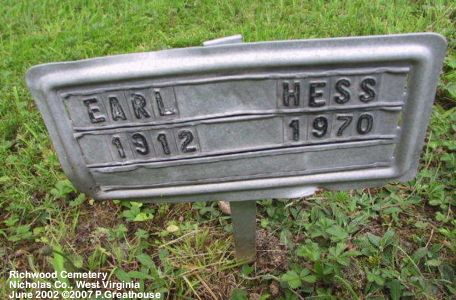 EARL HESS
1912 1970
Richwood Cemetery
Nicholas Co., West Virginia
June 2002 ©2007 P.Greathouse